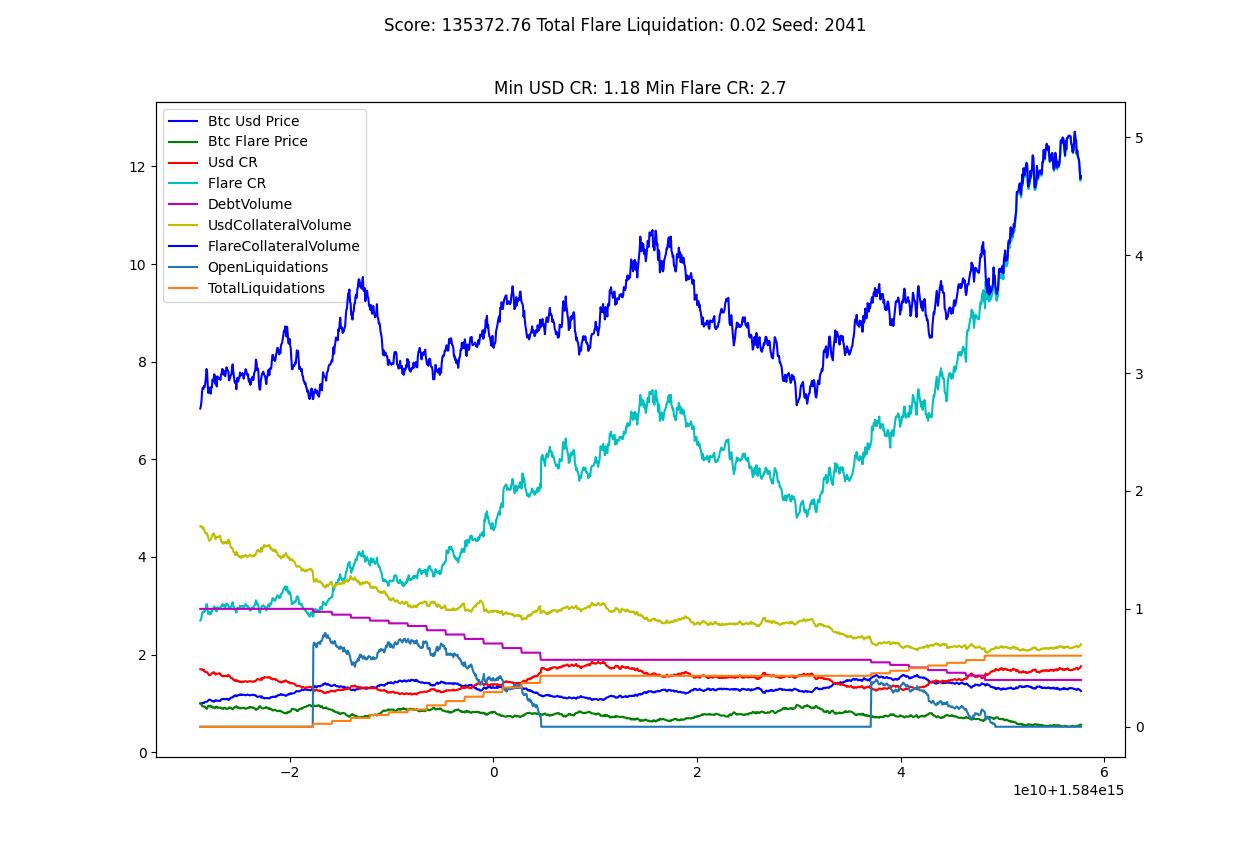 Score: 135372.76 Total Flare Liquidation: 0.02 Seed: 2041
Min USD CR: 1.18 Min Flare CR: 2.7
Btc Usd Price
Btc Flare Price
Usd CR
Flare CR
DebtVolume
UsdCollateralVolume
FlareCollateralVolume
OpenLiquidations
TotalLiquidations
12
10
8
6
4
2
0
5
4
3
2
1
0
−2
0
2
4
6
1e10+1.584e15